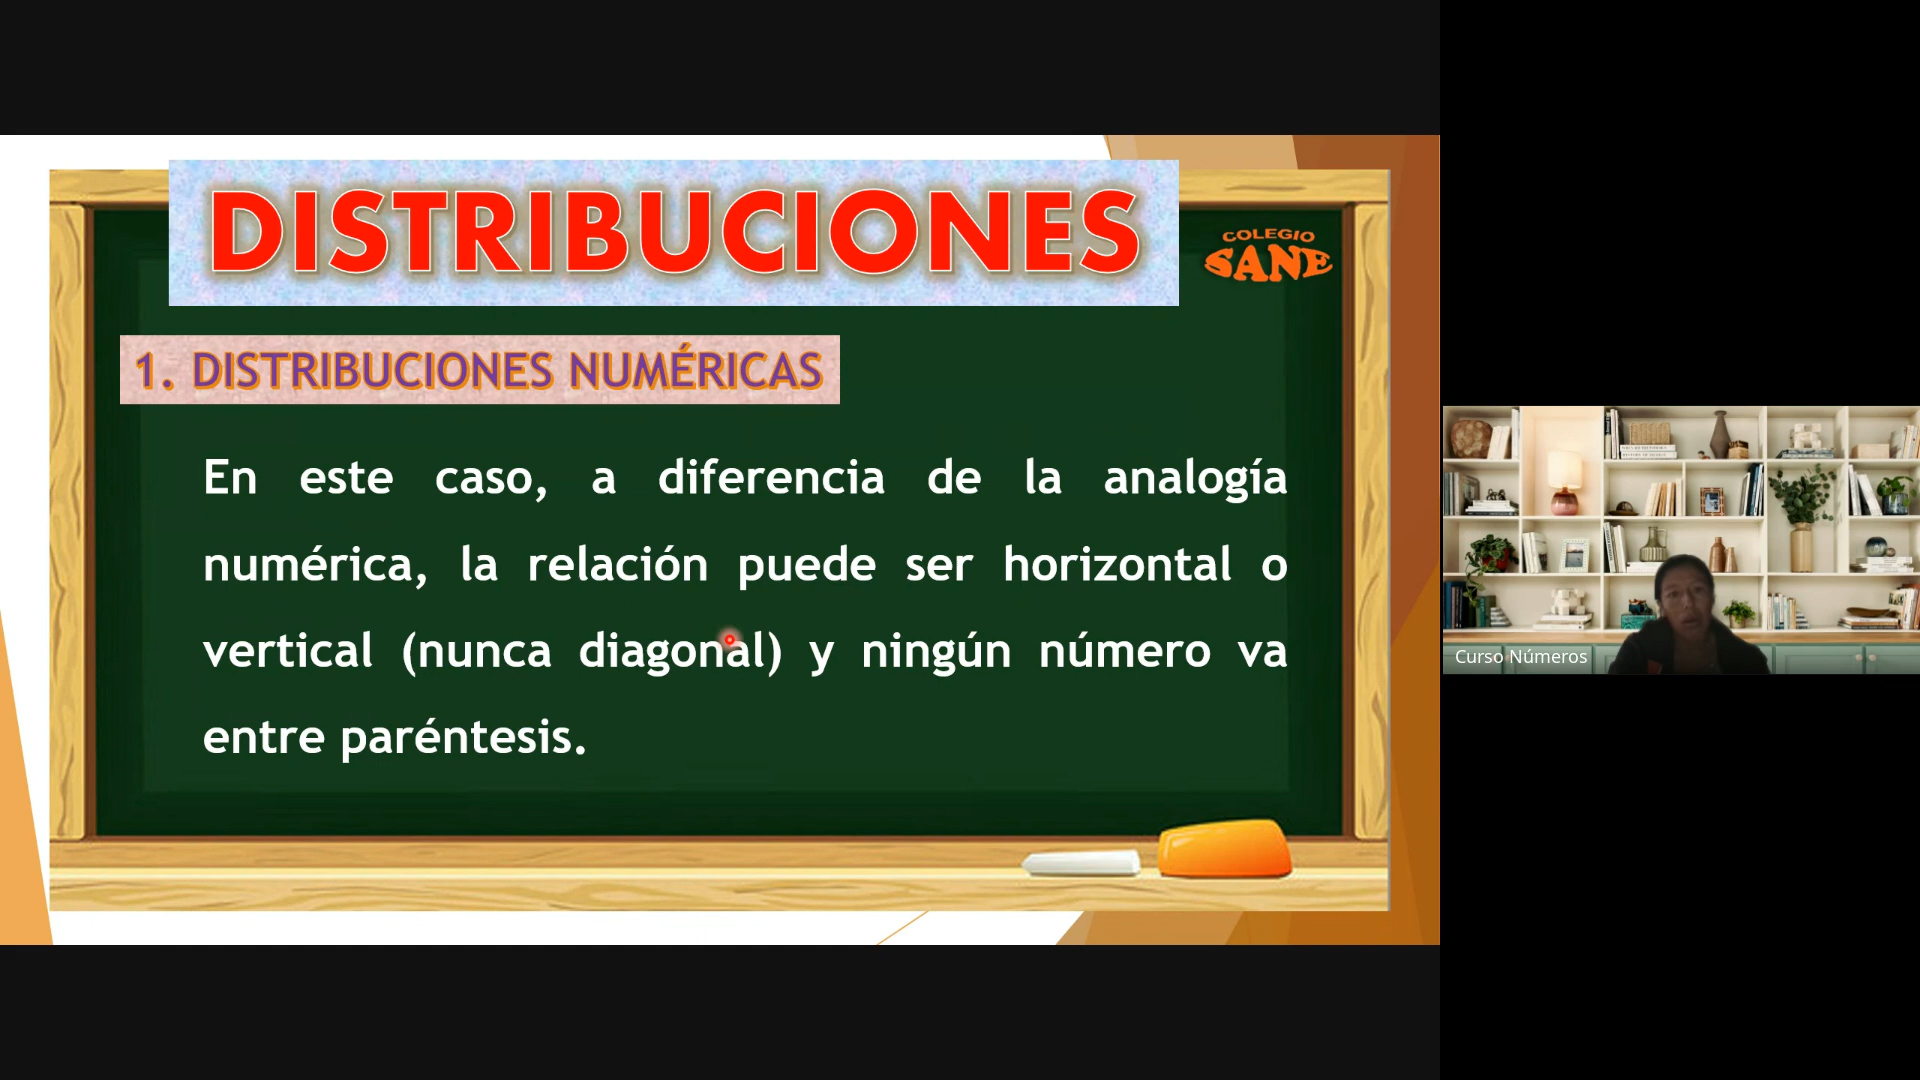 DISTRIBUCIONES
COLEGIO
SANE
1. DISTRIBUCIONES NUMÉRICAS
En este caso, a diferencia de la analogía
numérica, la relación puede ser horizontal o
vertical (nunca diagonal) y ningún número va
entre paréntesis.
Curso Números